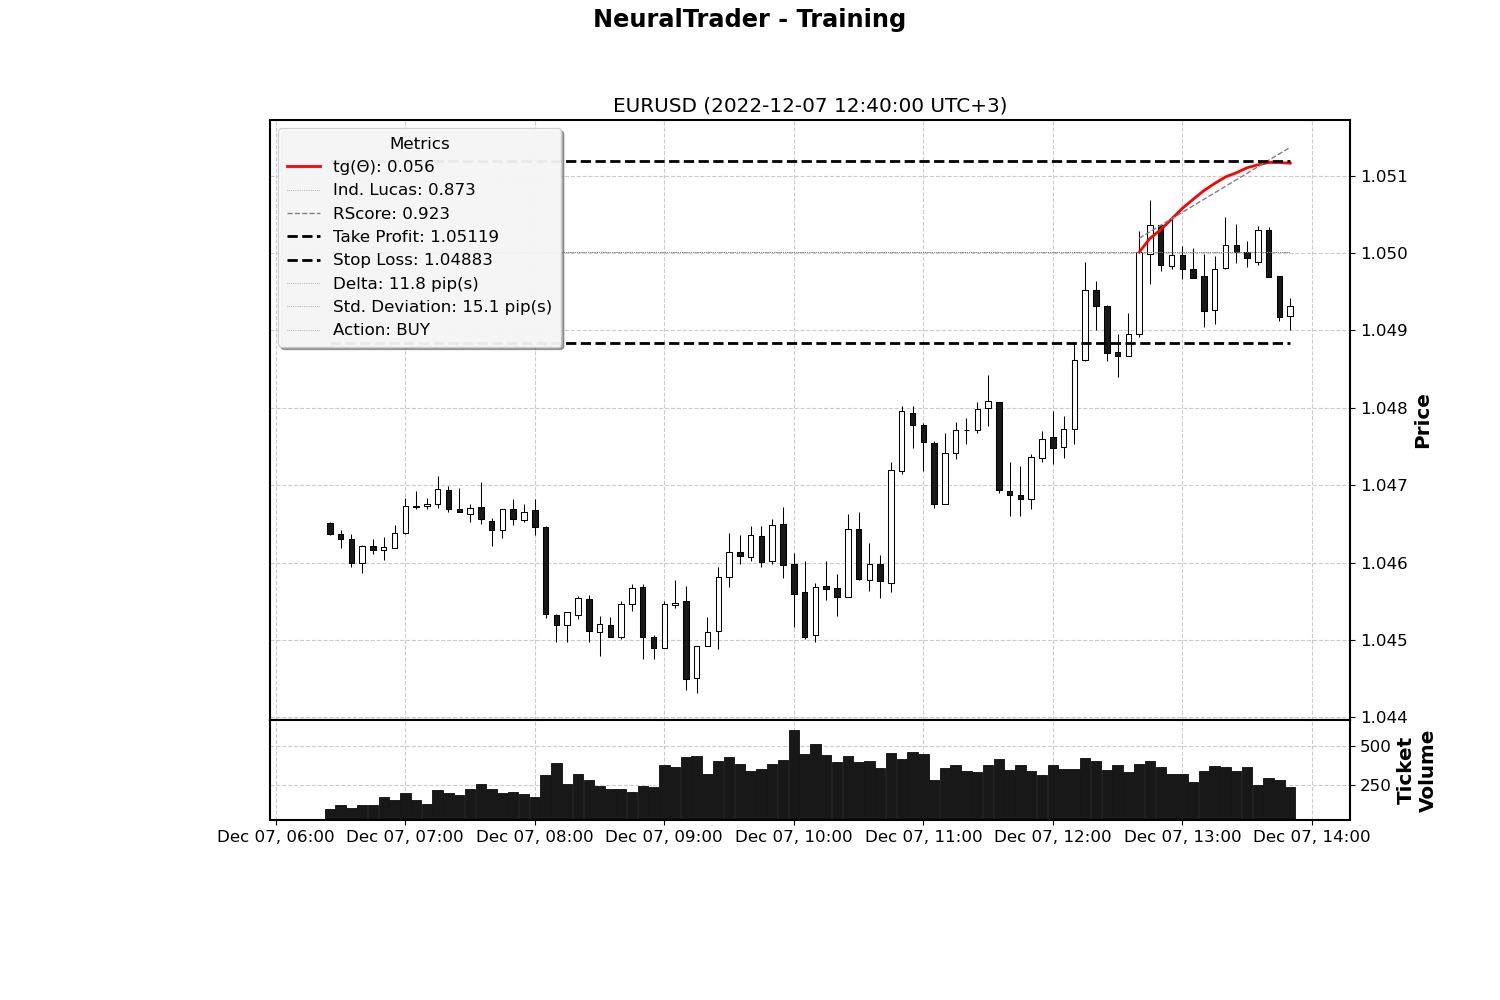 NeuralTrader - Training
EURUSD (2022-12-07 12:40:00 UTC+3)
Metrics
tg(Θ): 0.056
Ind. Lucas: 0.873
RScore: 0.923
Take Profit: 1.05119
Stop Loss: 1.04883
Delta: 11.8 pip(s)
Std. Deviation: 15.1 pip(s)
Action: BUY
1.051
1.050
1.049
1.048
1.047
1.046
1.045
1.044
Price
500
250
Ticket
Volume
Dec 07, 06:00 Dec 07, 07:00 Dec 07, 08:00 Dec 07, 09:00 Dec 07, 10:00 Dec 07, 11:00 Dec 07, 12:00 Dec 07, 13:00 Dec 07, 14:00